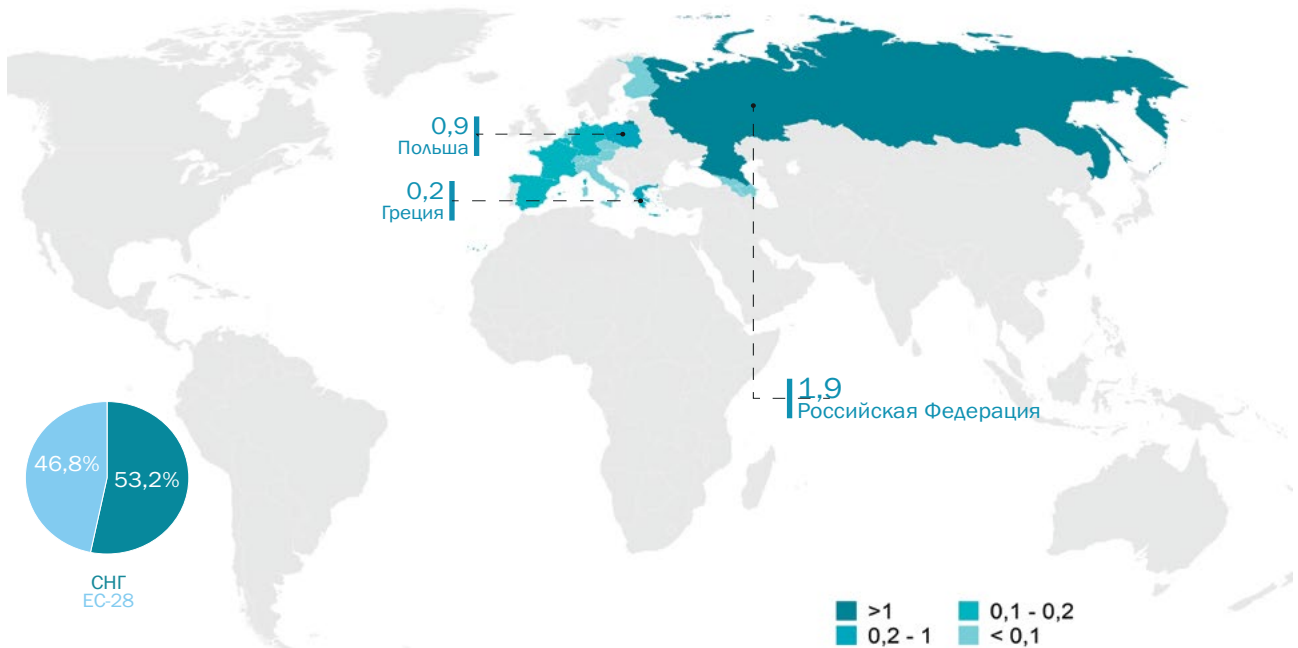 0,9
Польша
0,2
Греция
1,9
Российская Федерация
46,8%
53,2%
СНГ
ЕС-28
>1
0,1 - 0,2
0,2 - 1
< 0,1